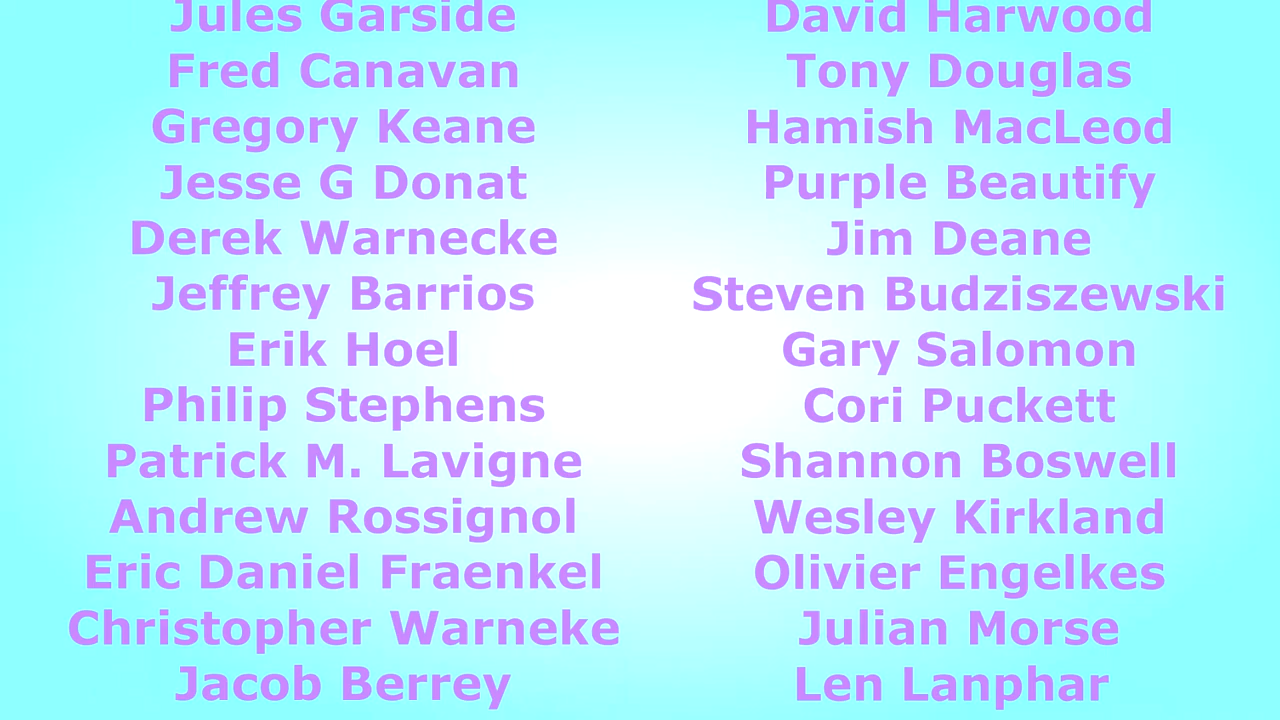 Jules Garside
Fred Canavan
Gregory Keane
Jesse G Donat
Derek Warnecke
Jeffrey Barrios
Erik Hoel
Philip Stephens
Patrick M. Lavigne
Andrew Rossignol
Eric Daniel Fraenkel
Christopher Warneke
Jacob Berrey
David Harwood
Tony Douglas
Hamish MacLeod
Purple Beautify
Jim Deane
Steven Budziszewski
Gary Salomon
Cori Puckett
Shannon Boswell
Wesley Kirkland
Olivier Engelkes
Julian Morse
Len Lanphar